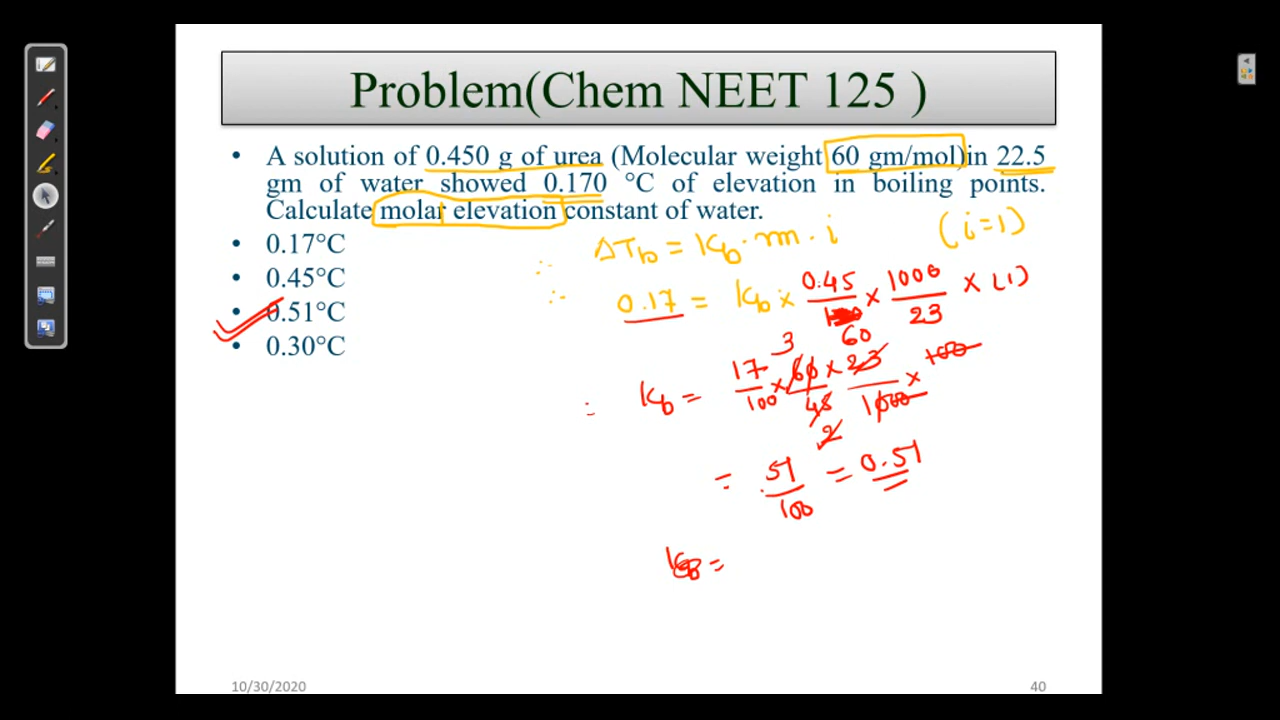 Problem(Chem NEET 125 )
• A solution of 0.450 g of urea (Molecular weight 60 gm/mol)in 22.5
gm of water showed 0.170 °C of elevation in boiling points.
Calculate molar elevation constant of water.
• 0.17°C
• 0.45°C
• 0.51°C
• 0.30°C
∴ ΔTb = Kb · m · i (i=1)
∴ 0.17 = Kb × 0.45/60 × 1000/23 × (1)
Kb = 17/100 × 60/45 × 23/1000 × 100
3
2
= 51/100 = 0.51
Kb =
10/30/2020
40